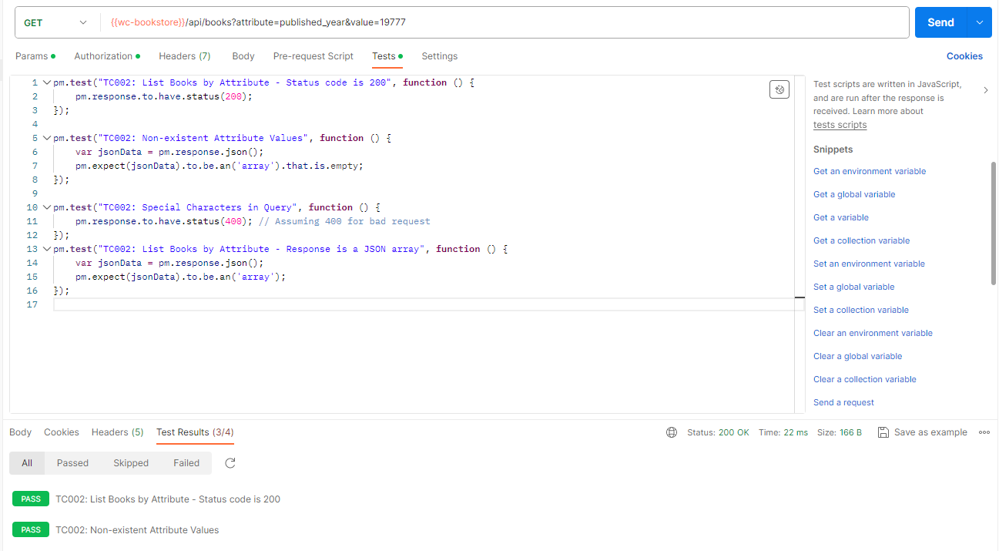 GET {{wc-bookstore}}/api/books?attribute=published_year&value=19777 Send
Params Authorization Headers (7) Body Pre-request Script Tests Settings Cookies
1 pm.test("TC002: List Books by Attribute - Status code is 200", function () {
2 pm.response.to.have.status(200);
3 });
4
5 pm.test("TC002: Non-existent Attribute Values", function () {
6 var jsonData = pm.response.json();
7 pm.expect(jsonData).to.be.an('array').that.is.empty;
8 });
9
10 pm.test("TC002: Special Characters in Query", function () {
11 pm.response.to.have.status(400); // Assuming 400 for bad request
12 });
13 pm.test("TC002: List Books by Attribute - Response is a JSON array", function () {
14 var jsonData = pm.response.json();
15 pm.expect(jsonData).to.be.an('array');
16 });
17
Test scripts are written in JavaScript,
and are run after the response is
received. Learn more about
tests scripts
Snippets
Get an environment variable
Get a global variable
Get a variable
Get a collection variable
Set an environment variable
Set a global variable
Set a collection variable
Clear an environment variable
Clear a global variable
Clear a collection variable
Send a request
Body Cookies Headers (5) Test Results (3/4) Status: 200 OK Time: 22 ms Size: 166 B Save as example
All Passed Skipped Failed
PASS TC002: List Books by Attribute - Status code is 200
PASS TC002: Non-existent Attribute Values